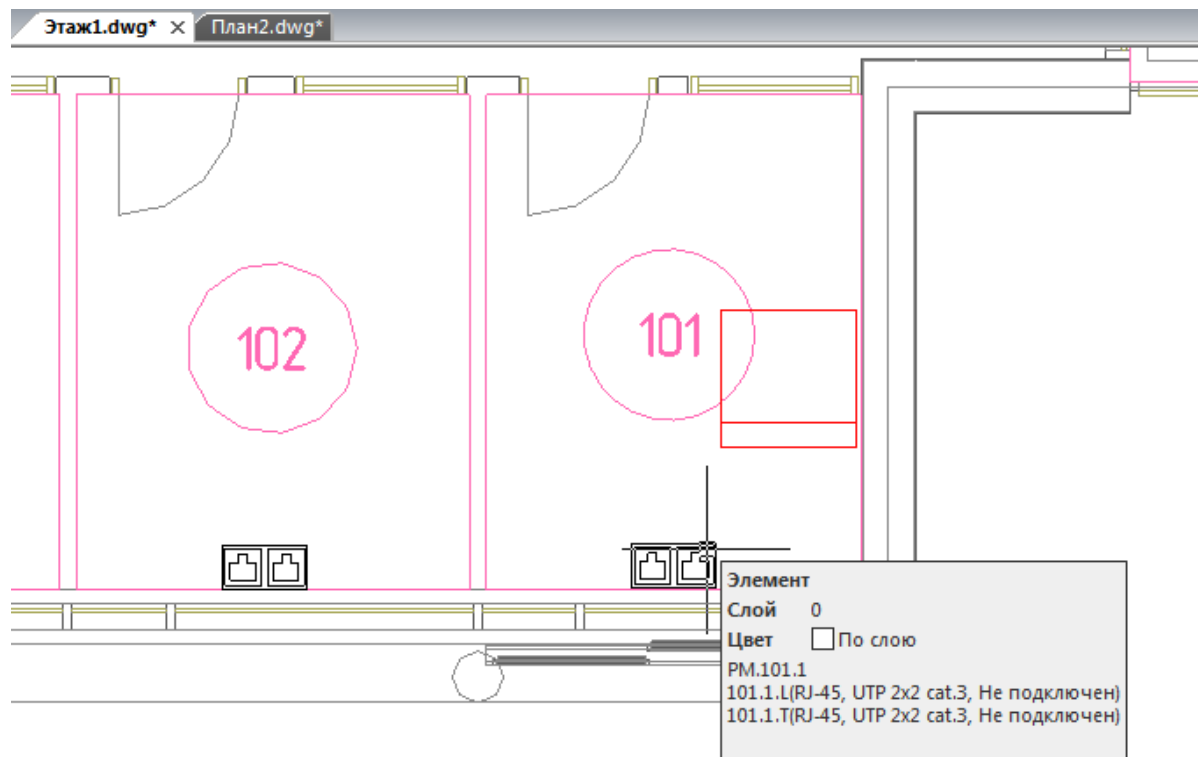 Этаж1.dwg* × План2.dwg*
102
101
Элемент
Слой 0
Цвет По слою
РМ.101.1
101.1.L(RJ-45, UTP 2x2 cat.3, Не подключен)
101.1.T(RJ-45, UTP 2x2 cat.3, Не подключен)